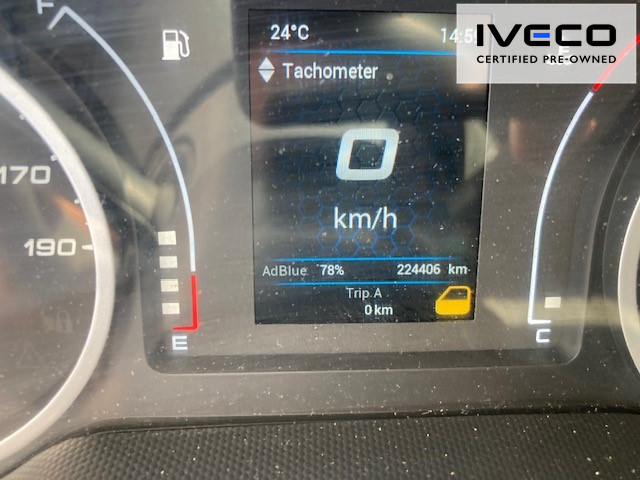 F
24°C
IVECO
CERTIFIED PRE-OWNED
Tachometer
0
km/h
170
190
AdBlue 78% 224406 km
Trip A
0 km
E
C